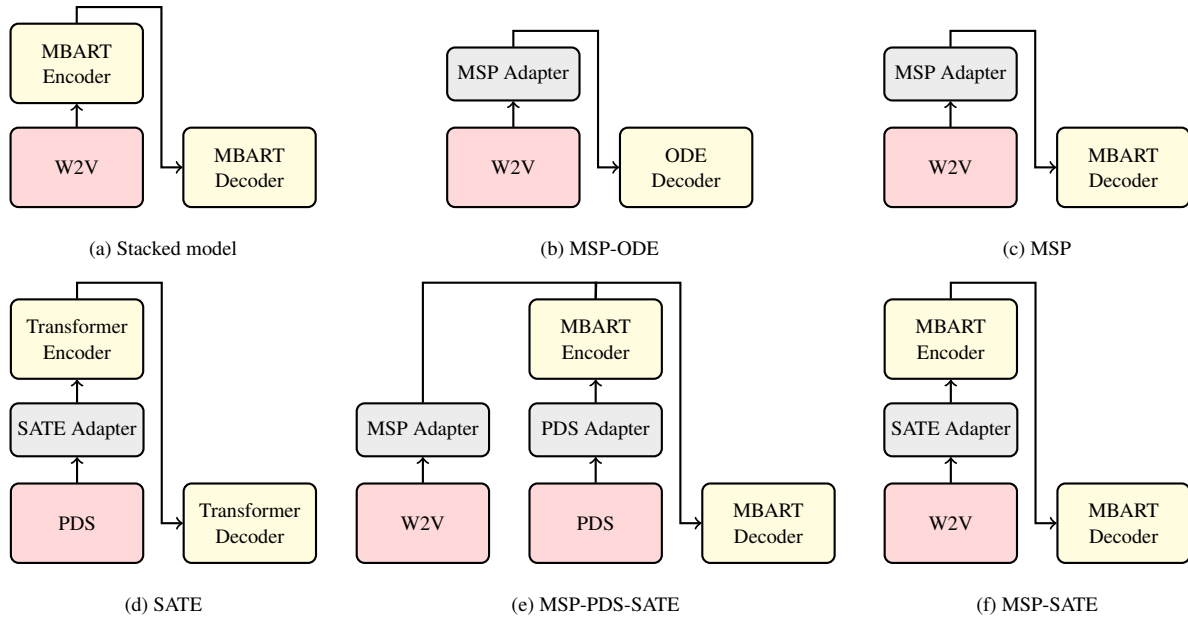 MBART
Encoder
W2V
MBART
Decoder
(a) Stacked model
MSP Adapter
W2V
ODE
Decoder
(b) MSP-ODE
MSP Adapter
W2V
MBART
Decoder
(c) MSP
Transformer
Encoder
SATE Adapter
PDS
Transformer
Decoder
(d) SATE
MSP Adapter
W2V
MBART
Encoder
PDS Adapter
PDS
MBART
Decoder
(e) MSP-PDS-SATE
MBART
Encoder
SATE Adapter
W2V
MBART
Decoder
(f) MSP-SATE